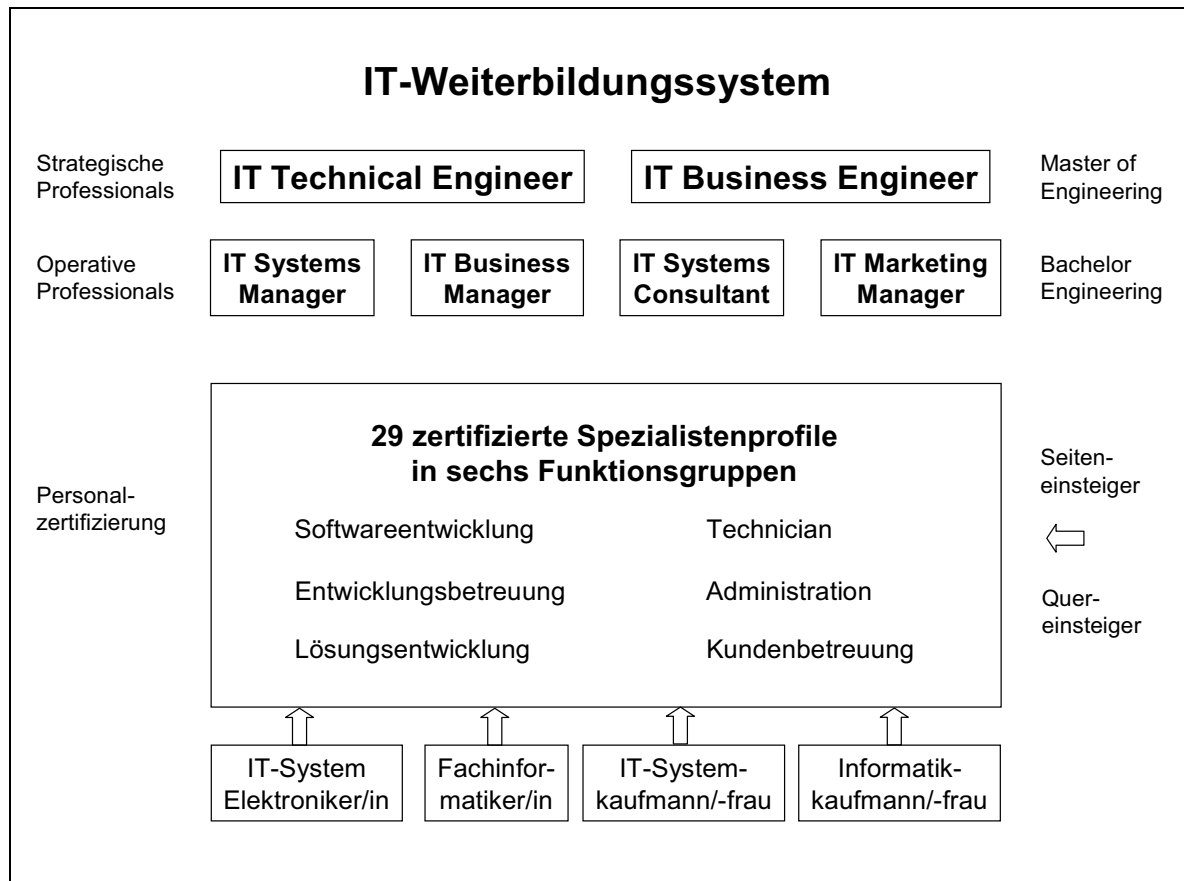 IT-Weiterbildungssystem
Strategische
Professionals
IT Technical Engineer
IT Business Engineer
Master of
Engineering
Operative
Professionals
IT Systems
Manager
IT Business
Manager
IT Systems
Consultant
IT Marketing
Manager
Bachelor
Engineering
29 zertifizierte Spezialistenprofile
in sechs Funktionsgruppen
Personal-
zertifizierung
Softwareentwicklung
Technician
Entwicklungsbetreuung
Administration
Lösungsentwicklung
Kundenbetreuung
Seiten-
einsteiger
Quer-
einsteiger
IT-System
Elektroniker/in
Fachinfor-
matiker/in
IT-System-
kaufmann/-frau
Informatik-
kaufmann/-frau